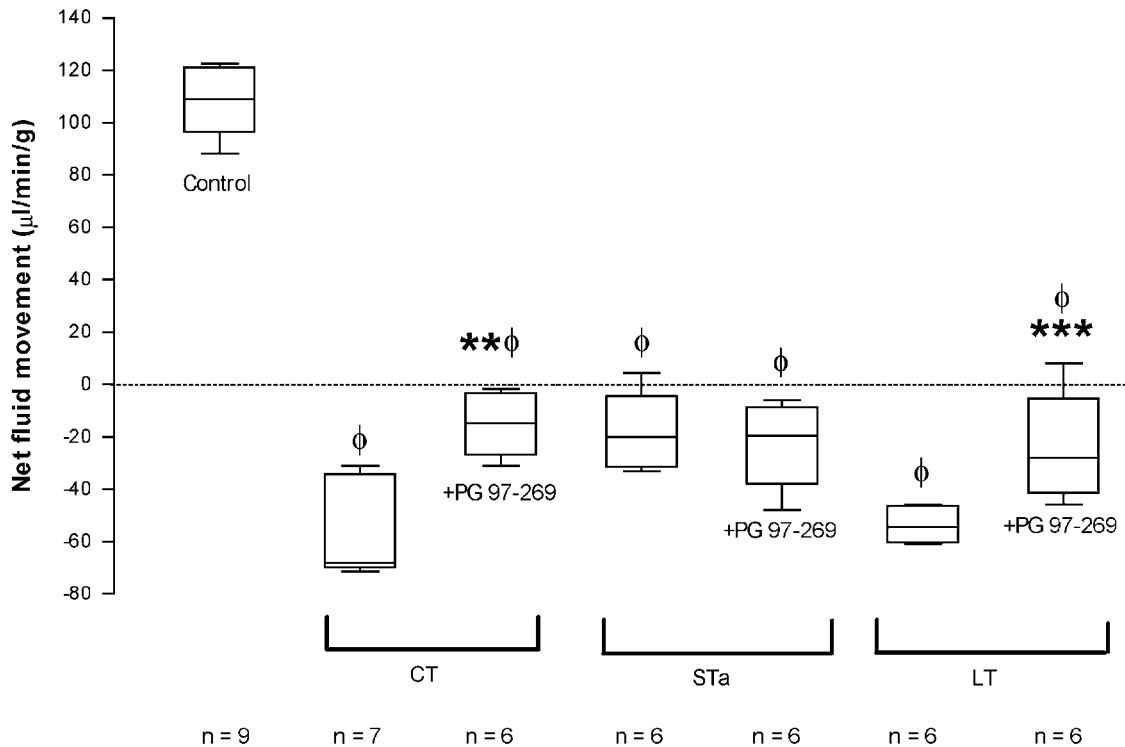 Net fluid movement (μl/min/g)
140
120
100
80
60
40
20
0
-20
-40
-60
-80
Control
ϕ
**ϕ
+PG 97-269
ϕ
ϕ
+PG 97-269
ϕ
ϕ
***
+PG 97-269
CT
STa
LT
n = 9 n = 7 n = 6 n = 6 n = 6 n = 6 n = 6